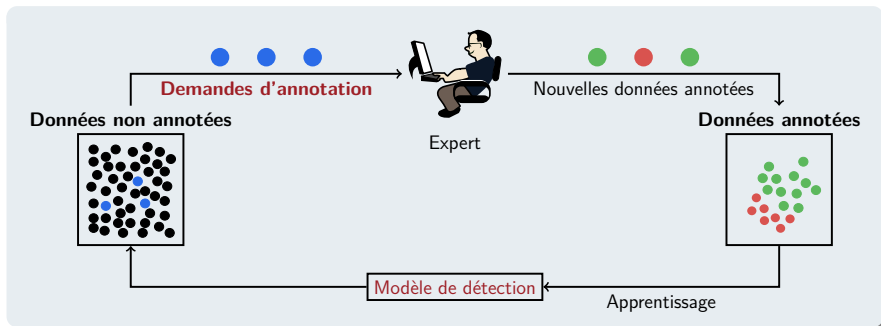 Demandes d'annotation
Nouvelles données annotées
Données non annotées
Expert
Données annotées
Modèle de détection
Apprentissage